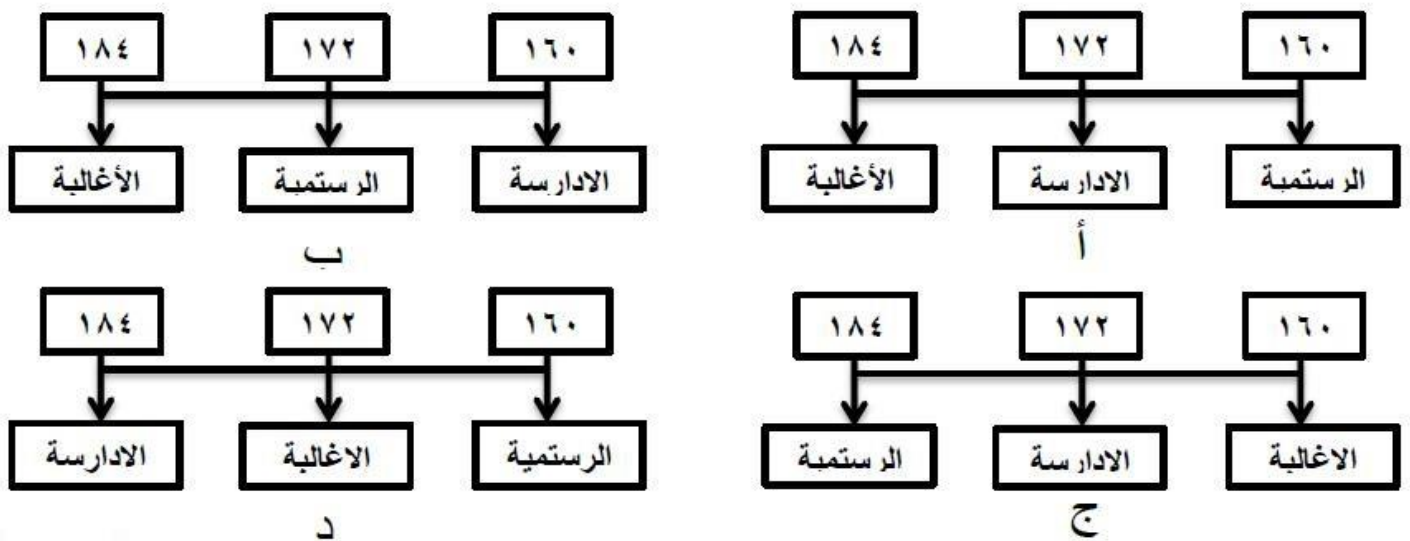 ١٦٠ ١٧٢ ١٨٤
الرستمية الادارسة الأغالبة
أ
١٦٠ ١٧٢ ١٨٤
الادارسة الرستمية الأغالبة
ب
١٦٠ ١٧٢ ١٨٤
الاغالبة الادارسة الرستمية
ج
١٦٠ ١٧٢ ١٨٤
الرستمية الاغالبة الادارسة
د